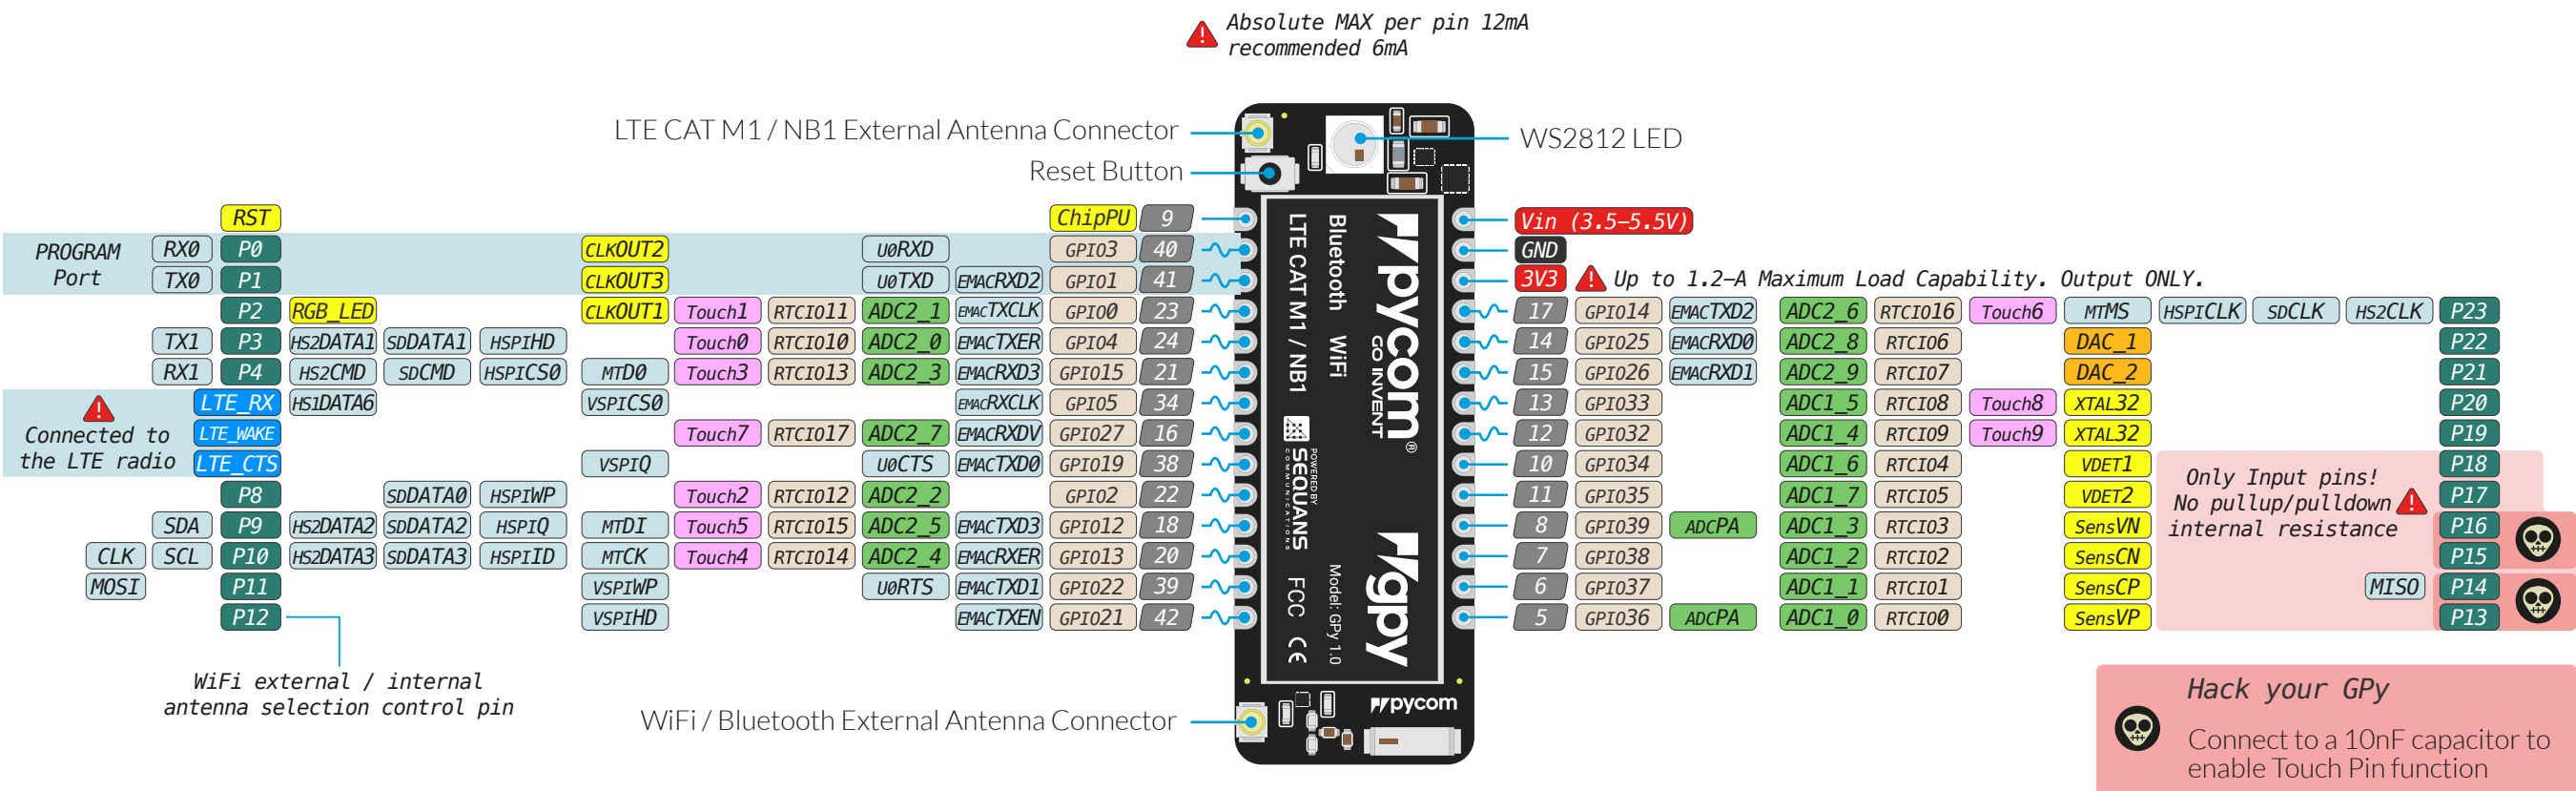 Absolute MAX per pin 12mA
recommended 6mA
LTE CAT M1 / NB1 External Antenna Connector
WS2812 LED
Reset Button
RST ChipPU 9 Vin (3.5–5.5V)
PROGRAM
Port
RX0 P0 CLKOUT2 U0RXD GPIO3 40 GND
TX0 P1 CLKOUT3 U0TXD EMACRXD2 GPIO1 41 3V3 Up to 1.2–A Maximum Load Capability. Output ONLY.
P2 RGB_LED CLKOUT1 Touch1 RTCIO11 ADC2_1 EMACTXCLK GPIO0 23 17 GPIO14 EMACTXD2 ADC2_6 RTCIO16 Touch6 MTMS HSPICLK SDCLK HS2CLK P23
TX1 P3 HS2DATA1 SDDATA1 HSPIHD Touch0 RTCIO10 ADC2_0 EMACTXER GPIO4 24 14 GPIO25 EMACRXD0 ADC2_8 RTCIO6 DAC_1 P22
RX1 P4 HS2CMD SDCMD HSPICS0 MTDO Touch3 RTCIO13 ADC2_3 EMACRXD3 GPIO15 21 15 GPIO26 EMACRXD1 ADC2_9 RTCIO7 DAC_2 P21
LTE_RX HS1DATA6 VSPICS0 EMACRXCLK GPIO5 34 13 GPIO33 ADC1_5 RTCIO8 Touch8 XTAL32 P20
Connected to
the LTE radio
LTE_WAKE Touch7 RTCIO17 ADC2_7 EMACRXDV GPIO27 16 12 GPIO32 ADC1_4 RTCIO9 Touch9 XTAL32 P19
LTE_CTS VSPIQ U0CTS EMACTXD0 GPIO19 38 10 GPIO34 ADC1_6 RTCIO4 VDET1 P18
P8 SDDATA0 HSPIWP Touch2 RTCIO12 ADC2_2 GPIO2 22 11 GPIO35 ADC1_7 RTCIO5 VDET2 P17
SDA P9 HS2DATA2 SDDATA2 HSPIQ MTDI Touch5 RTCIO15 ADC2_5 EMACTXD3 GPIO12 18 8 GPIO39 ADCPA ADC1_3 RTCIO3 SensVN P16
CLK SCL P10 HS2DATA3 SDDATA3 HSPIID MTCK Touch4 RTCIO14 ADC2_4 EMACRXER GPIO13 20 7 GPIO38 ADC1_2 RTCIO2 SensCN P15
MOSI P11 VSPIWP U0RTS EMACTXD1 GPIO22 39 6 GPIO37 ADC1_1 RTCIO1 SensCP MISO P14
P12 VSPIHD EMACTXEN GPIO21 42 5 GPIO36 ADCPA ADC1_0 RTCIO0 SensVP P13
Only Input pins!
No pullup/pulldown
internal resistance
pycom®
GO INVENT
Bluetooth WiFi
LTE CAT M1 / NB1
POWERED BY
SEQUANS
COMMUNICATIONS
FCC CE
gpy
Model: GPy 1.0
pycom
WiFi external / internal
antenna selection control pin
WiFi / Bluetooth External Antenna Connector
Hack your GPy
Connect to a 10nF capacitor to
enable Touch Pin function